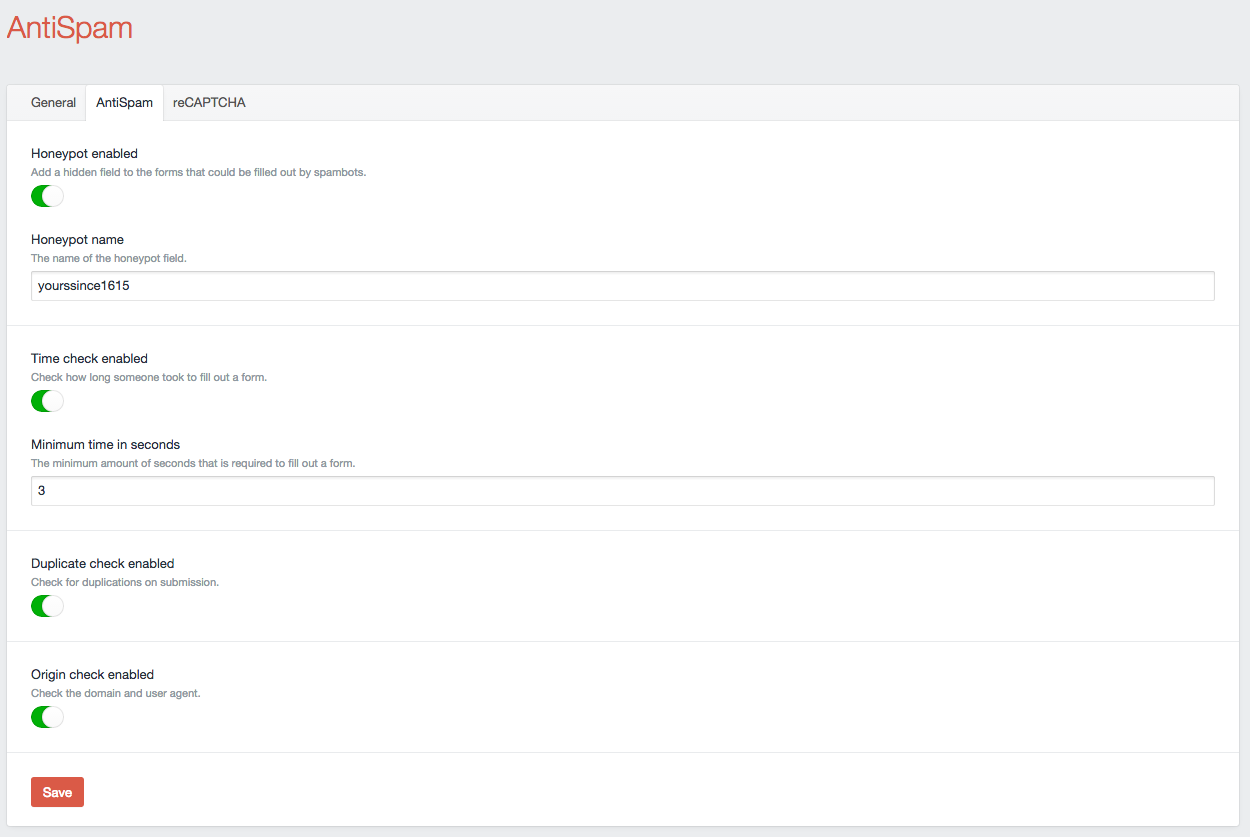 AntiSpam
General AntiSpam reCAPTCHA
Honeypot enabled
Add a hidden field to the forms that could be filled out by spambots.
Honeypot name
The name of the honeypot field.
yourssince1615
Time check enabled
Check how long someone took to fill out a form.
Minimum time in seconds
The minimum amount of seconds that is required to fill out a form.
3
Duplicate check enabled
Check for duplications on submission.
Origin check enabled
Check the domain and user agent.
Save